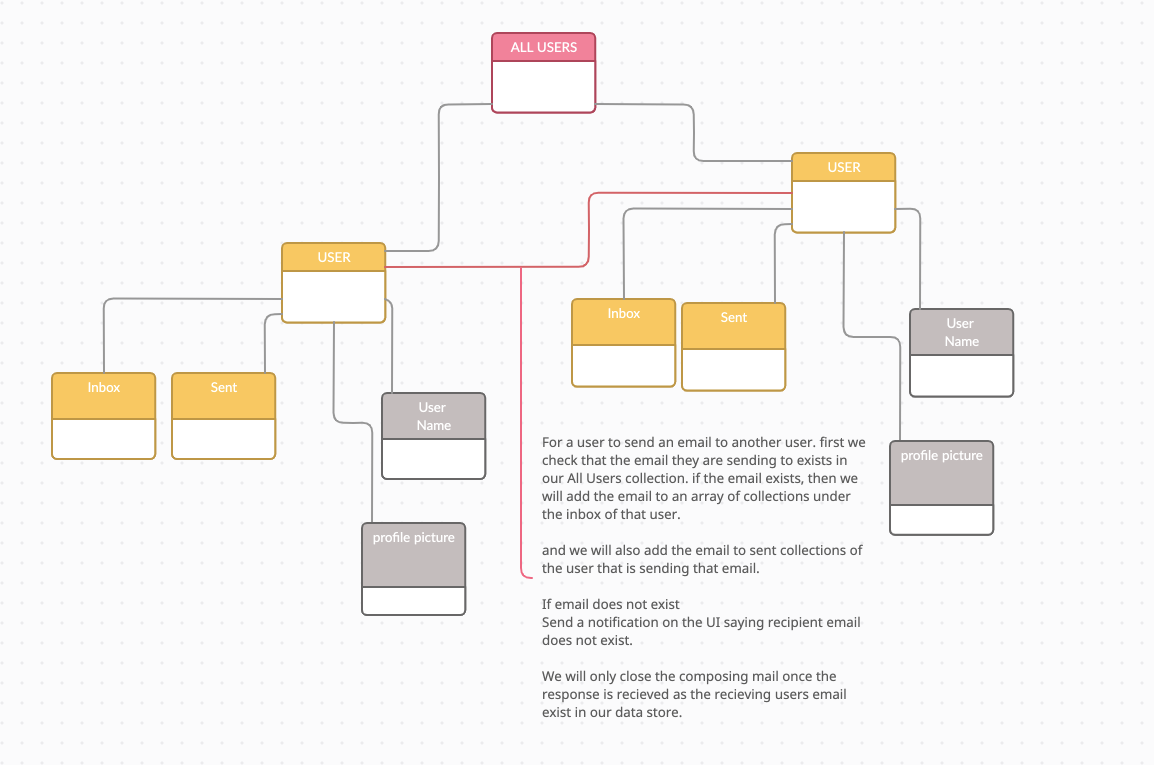 ALL USERS
USER
USER
Inbox
Sent
User
Name
Inbox
Sent
User
Name
profile picture
profile picture
For a user to send an email to another user. first we
check that the email they are sending to exists in
our All Users collection. if the email exists, then we
will add the email to an array of collections under
the inbox of that user.
and we will also add the email to sent collections of
the user that is sending that email.
If email does not exist
Send a notification on the UI saying recipient email
does not exist.
We will only close the composing mail once the
response is recieved as the recieving users email
exist in our data store.